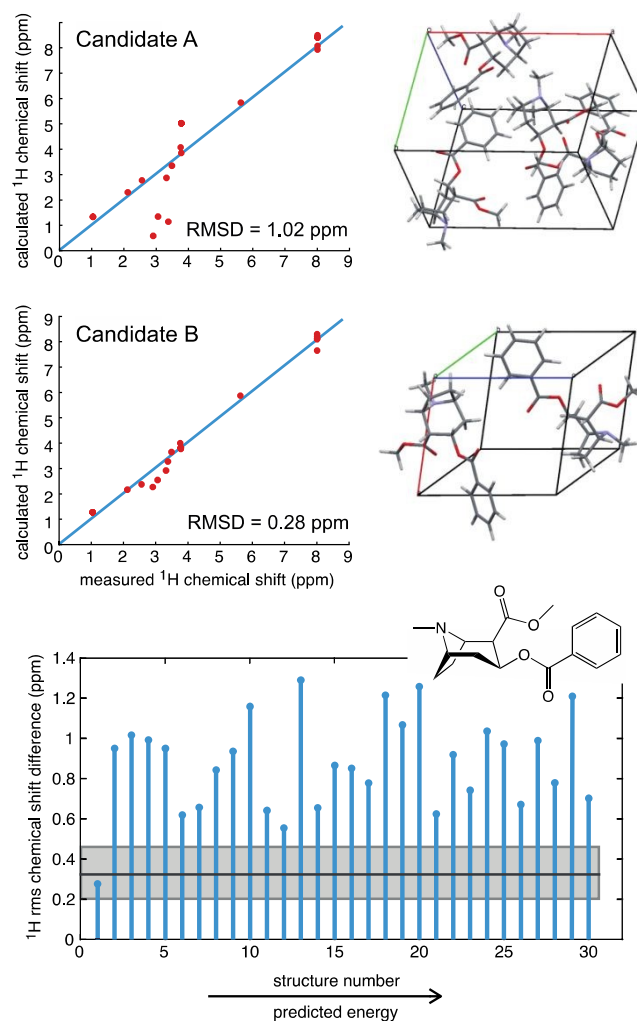 Candidate A
calculated ¹H chemical shift (ppm)
9
8
7
6
5
4
3
2
1
0
RMSD = 1.02 ppm
0 1 2 3 4 5 6 7 8 9
Candidate B
calculated ¹H chemical shift (ppm)
9
8
7
6
5
4
3
2
1
0
RMSD = 0.28 ppm
0 1 2 3 4 5 6 7 8 9
measured ¹H chemical shift (ppm)
O
N
O
O
O
¹H rms chemical shift difference (ppm)
1.4
1.2
1
0.8
0.6
0.4
0.2
0
0 5 10 15 20 25 30
structure number
predicted energy